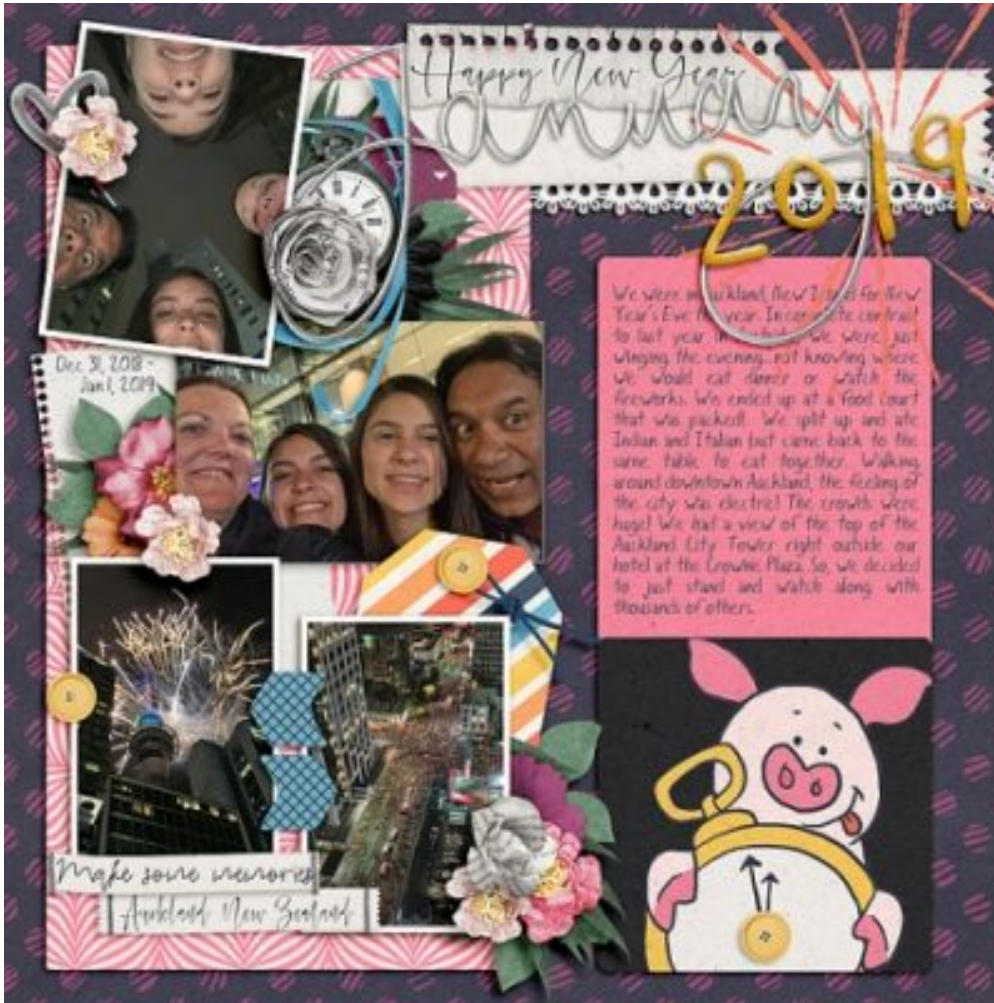 Happy New Year
January
2019
Dec 31, 2018 -
Jan 1, 2019
We were in Auckland, New Zealand for New
Year's Eve this year. In complete contrast
to last year in we were just
winging the evening...not knowing where
we would eat dinner or watch the
fireworks. We ended up at a food court
that was packed! We split up and ate
Indian and Italian but came back to the
same table to eat together. Walking
around downtown Auckland, the feeling of
the city was electric! The crowds were
huge! We had a view of the top of the
Auckland City Tower right outside our
hotel at the Crowne Plaza. So, we decided
to just stand and watch along with
thousands of others.
Make some memories
Auckland New Zealand